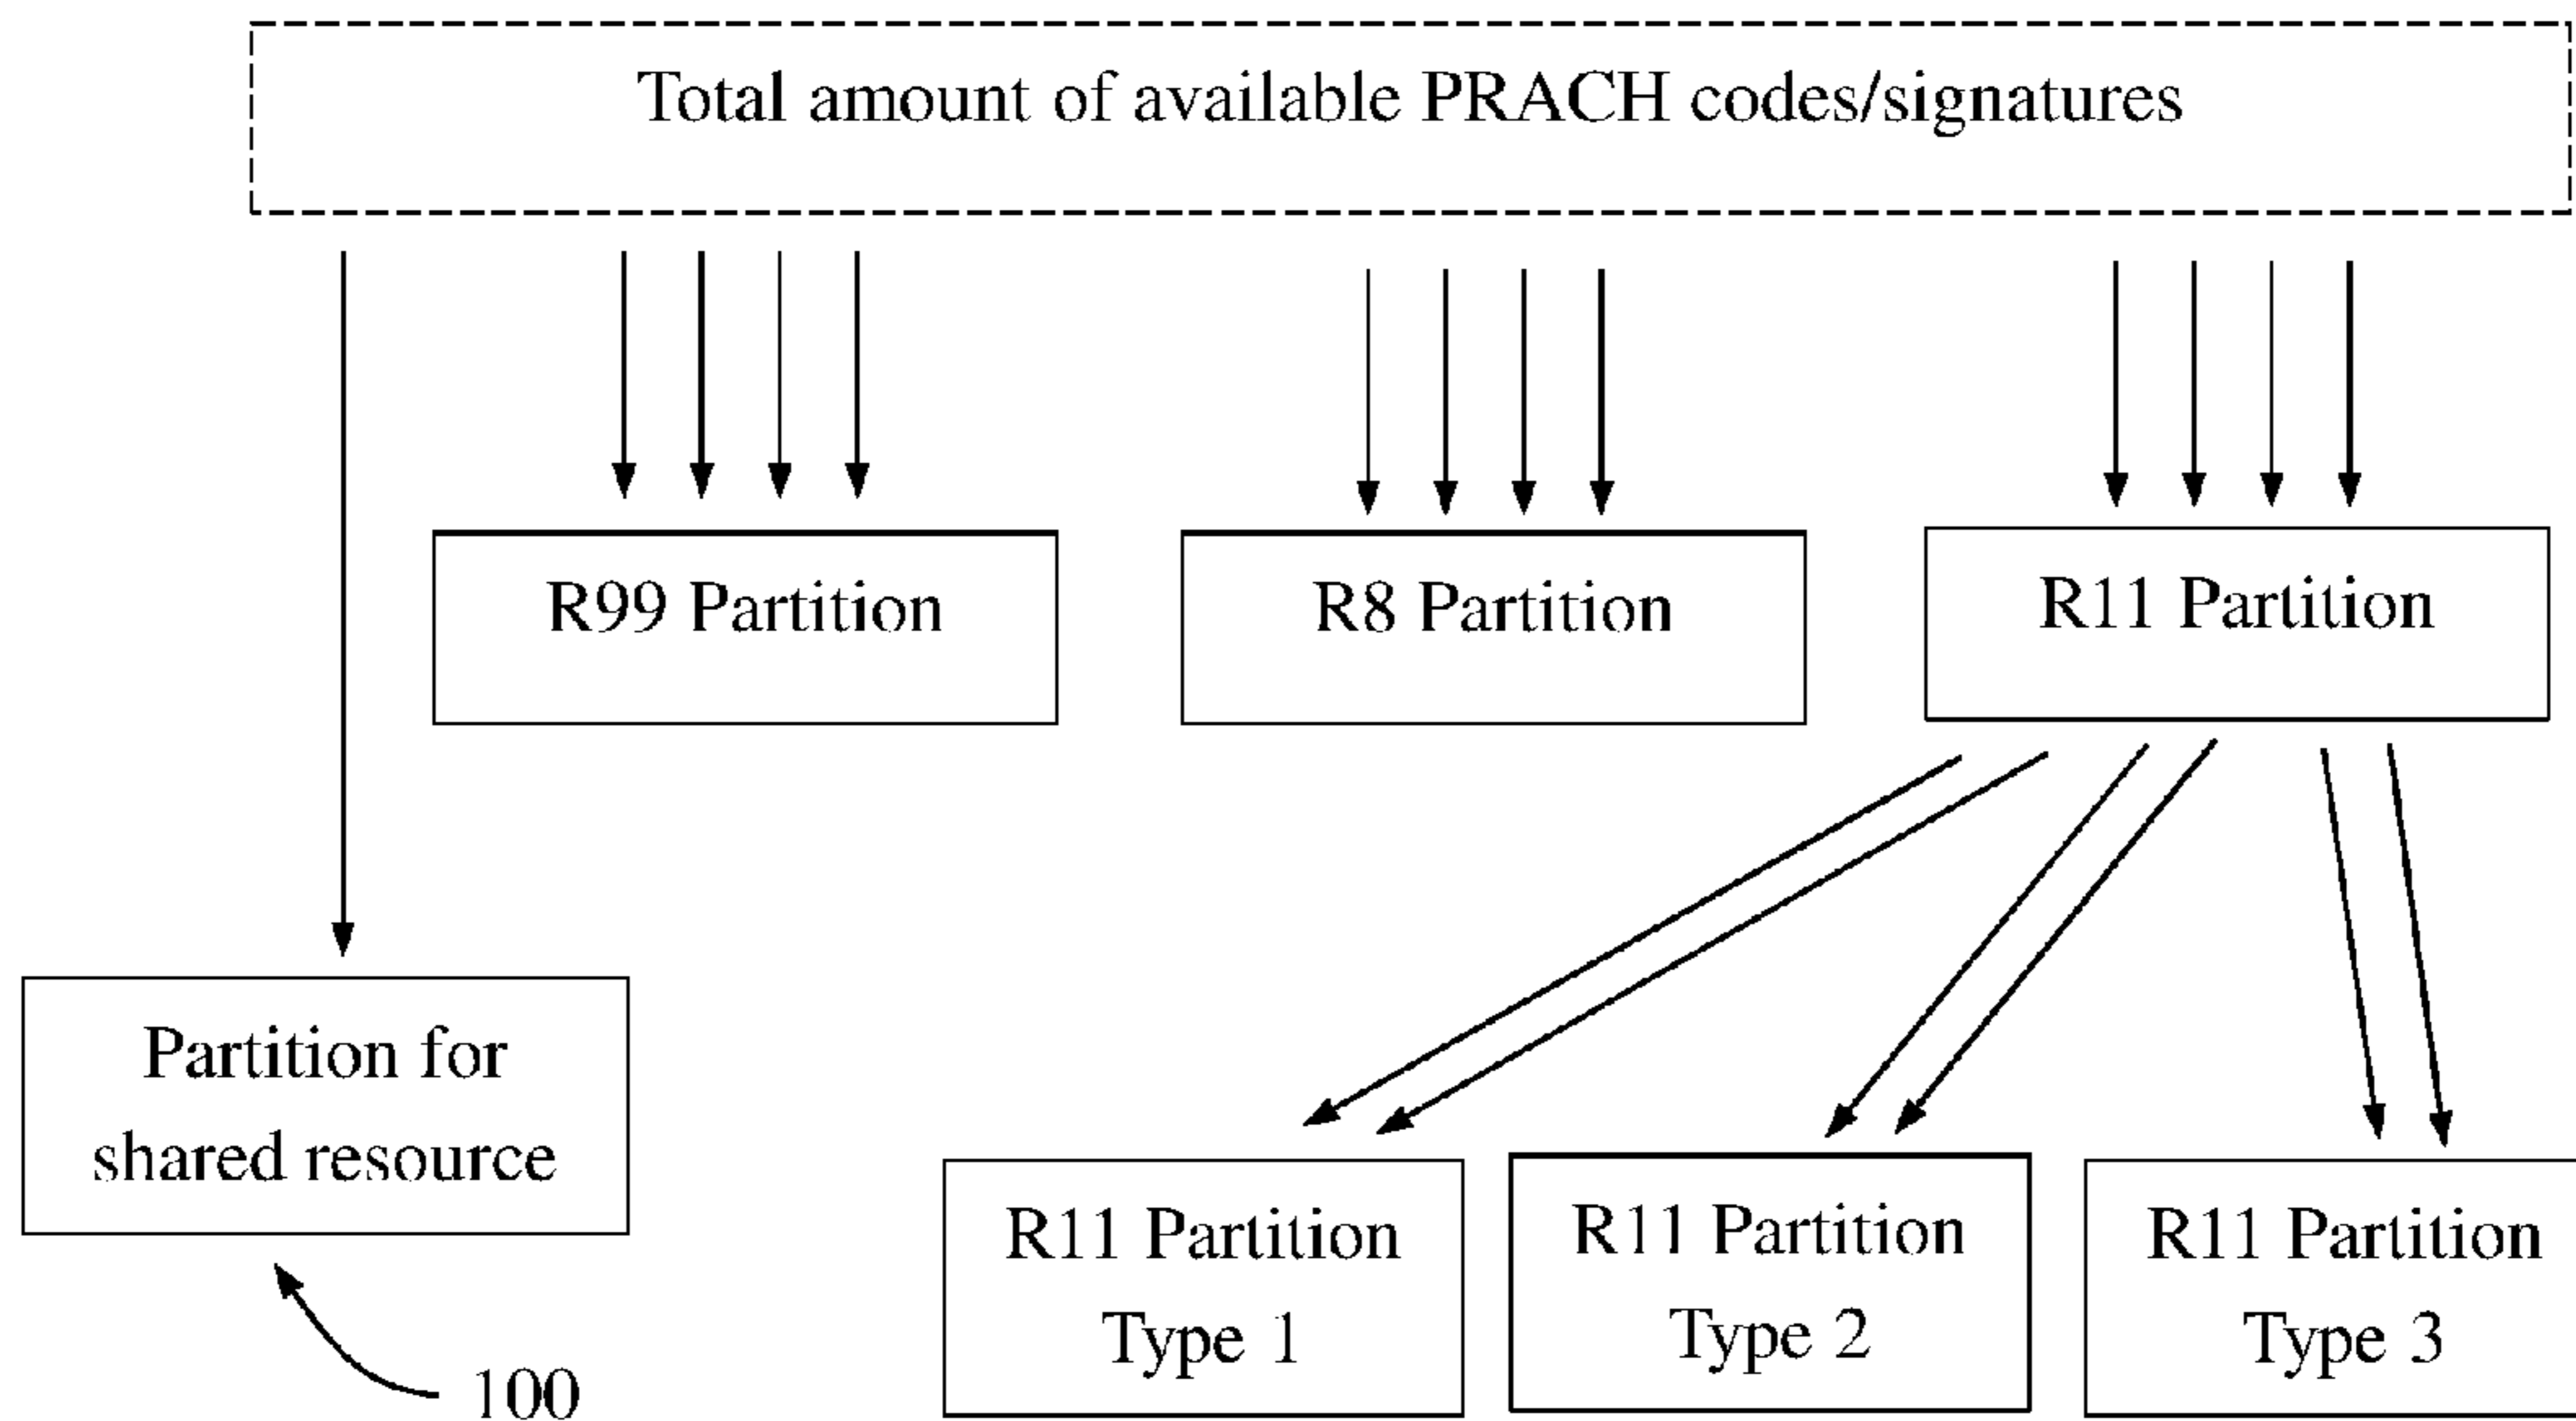 Total amount of available PRACH codes/signatures
R99 Partition
R8 Partition
R11 Partition
Partition for
shared resource
R11 Partition
Type 1
R11 Partition
Type 2
R11 Partition
Type 3
100